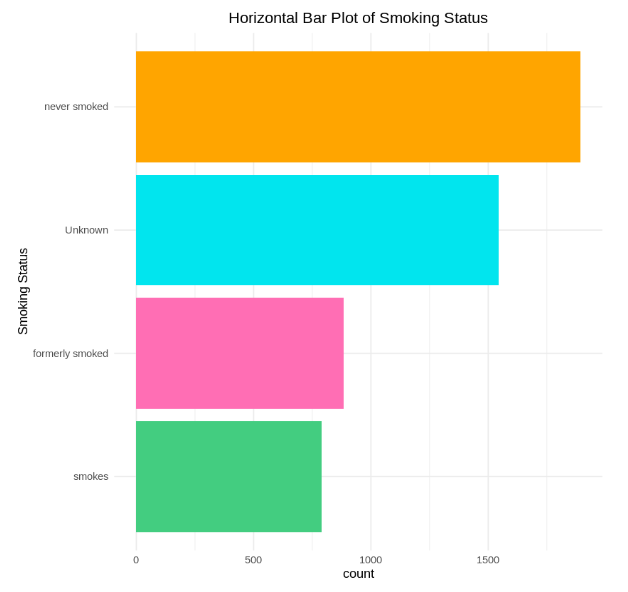 Horizontal Bar Plot of Smoking Status
Smoking Status
never smoked
Unknown
formerly smoked
smokes
0 500 1000 1500
count